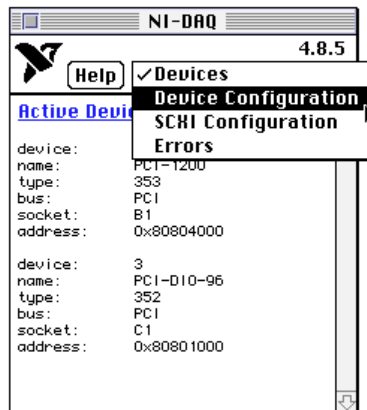 NI-DAQ
4.8.5
Help
✓Devices
Device Configuration
SCXI Configuration
Errors
Active Devi
device:
name: PCI-1200
type: 353
bus: PCI
socket: B1
address: 0x80804000
device: 3
name: PCI-DIO-96
type: 352
bus: PCI
socket: C1
address: 0x80801000